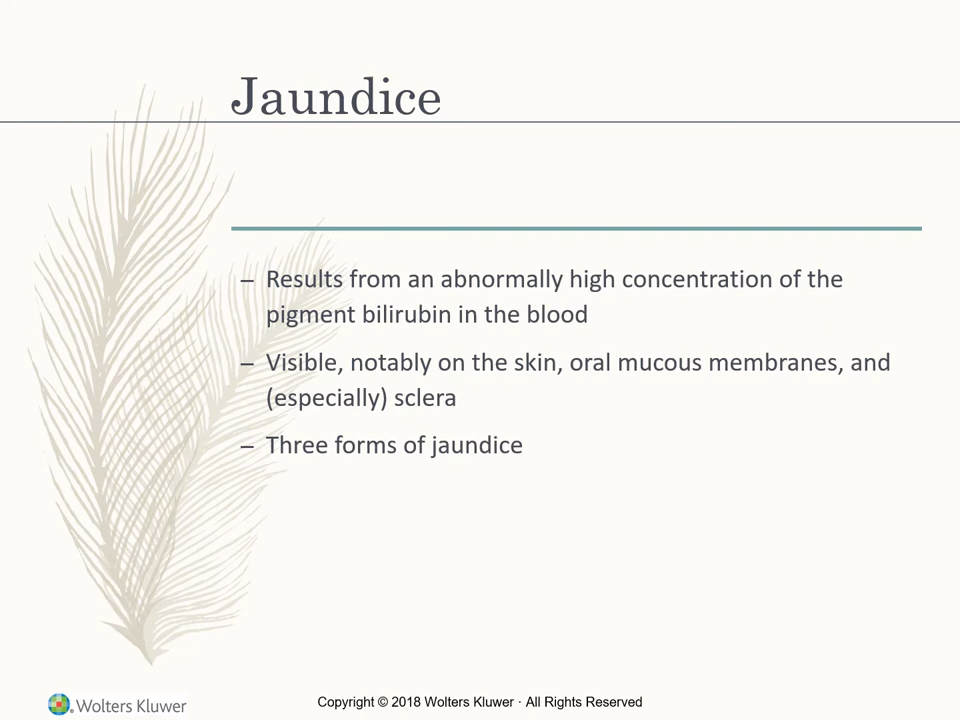 Jaundice
– Results from an abnormally high concentration of the
pigment bilirubin in the blood
– Visible, notably on the skin, oral mucous membranes, and
(especially) sclera
– Three forms of jaundice
Wolters Kluwer
Copyright © 2018 Wolters Kluwer · All Rights Reserved